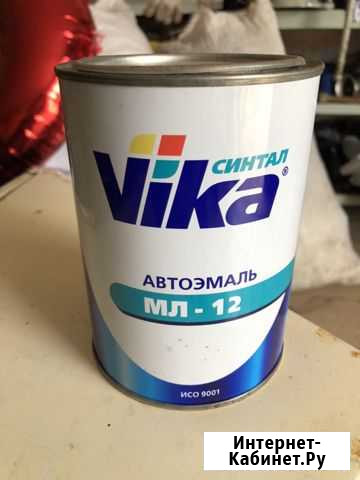 СИНТАЛ
Vika®
АВТОЭМАЛЬ
МЛ - 12
ИСО 9001
Интернет-
Кабинет.Ру